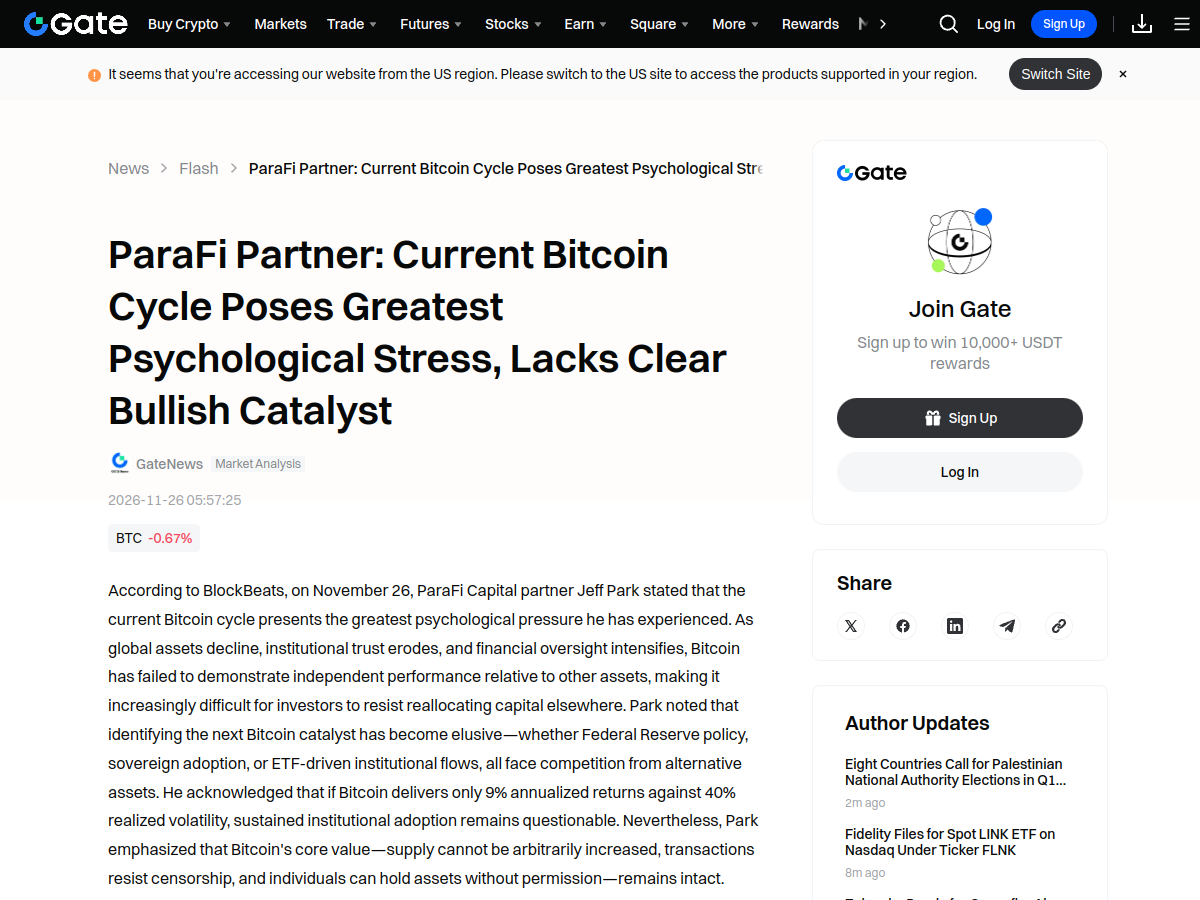 Gate Buy Crypto Markets Trade Futures Stocks Earn Square More Rewards Log In Sign Up
It seems that you're accessing our website from the US region. Please switch to the US site to access the products supported in your region. Switch Site ×
News > Flash > ParaFi Partner: Current Bitcoin Cycle Poses Greatest Psychological Stre
ParaFi Partner: Current Bitcoin
Cycle Poses Greatest
Psychological Stress, Lacks Clear
Bullish Catalyst
GateNews Market Analysis
2026-11-26 05:57:25
BTC -0.67%
According to BlockBeats, on November 26, ParaFi Capital partner Jeff Park stated that the
current Bitcoin cycle presents the greatest psychological pressure he has experienced. As
global assets decline, institutional trust erodes, and financial oversight intensifies, Bitcoin
has failed to demonstrate independent performance relative to other assets, making it
increasingly difficult for investors to resist reallocating capital elsewhere. Park noted that
identifying the next Bitcoin catalyst has become elusive—whether Federal Reserve policy,
sovereign adoption, or ETF-driven institutional flows, all face competition from alternative
assets. He acknowledged that if Bitcoin delivers only 9% annualized returns against 40%
realized volatility, sustained institutional adoption remains questionable. Nevertheless, Park
emphasized that Bitcoin's core value—supply cannot be arbitrarily increased, transactions
resist censorship, and individuals can hold assets without permission—remains intact.
Gate
Join Gate
Sign up to win 10,000+ USDT
rewards
Sign Up
Log In
Share
Author Updates
Eight Countries Call for Palestinian
National Authority Elections in Q1...
2m ago
Fidelity Files for Spot LINK ETF on
Nasdaq Under Ticker FLNK
8m ago